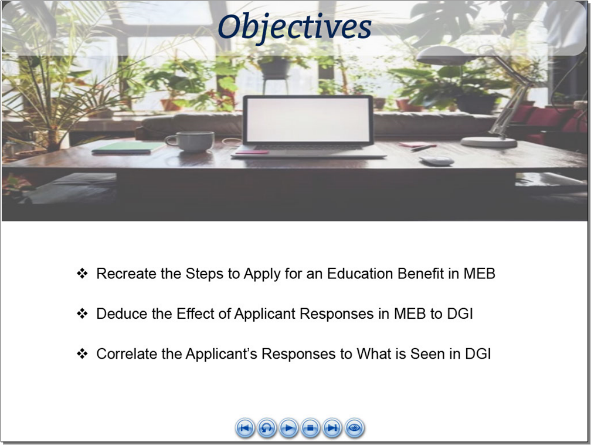 Objectives
❖ Recreate the Steps to Apply for an Education Benefit in MEB
❖ Deduce the Effect of Applicant Responses in MEB to DGI
❖ Correlate the Applicant’s Responses to What is Seen in DGI